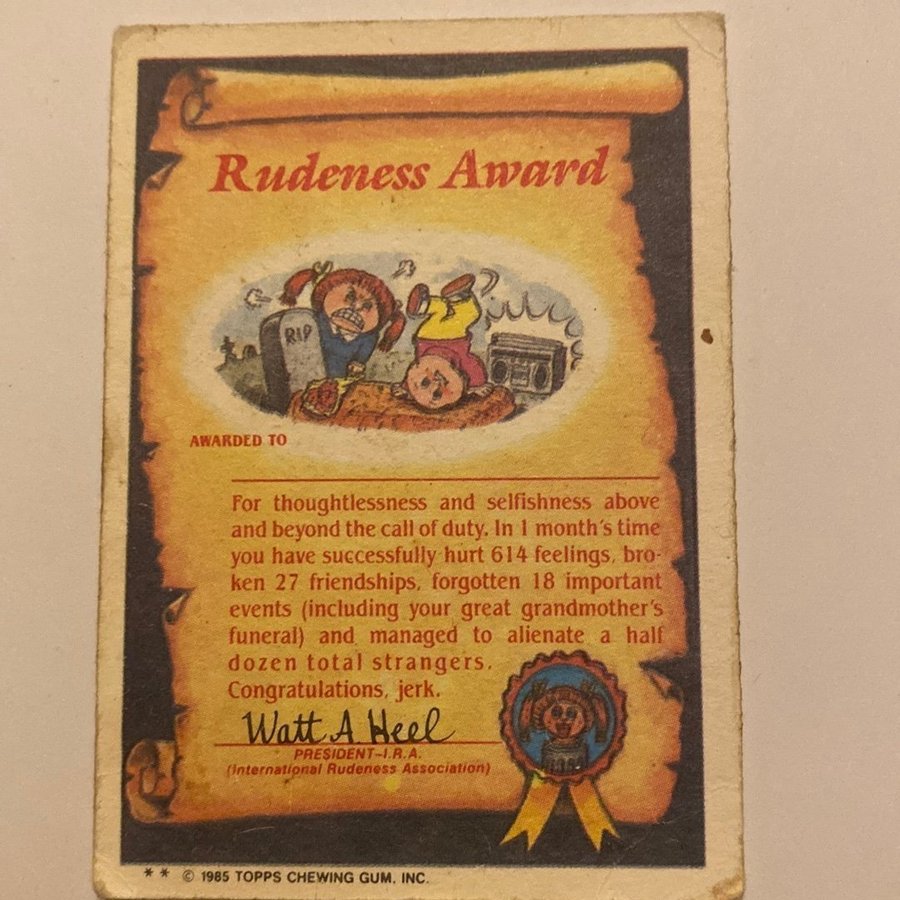 Rudeness Award
RIP
AWARDED TO
For thoughtlessness and selfishness above
and beyond the call of duty. In 1 month's time
you have successfully hurt 614 feelings, bro-
ken 27 friendships, forgotten 18 important
events (including your great grandmother's
funeral) and managed to alienate a half
dozen total strangers.
Congratulations, jerk.
Watt A Heel
PRESIDENT–I.R.A.
(International Rudeness Association)
** © 1985 TOPPS CHEWING GUM, INC.